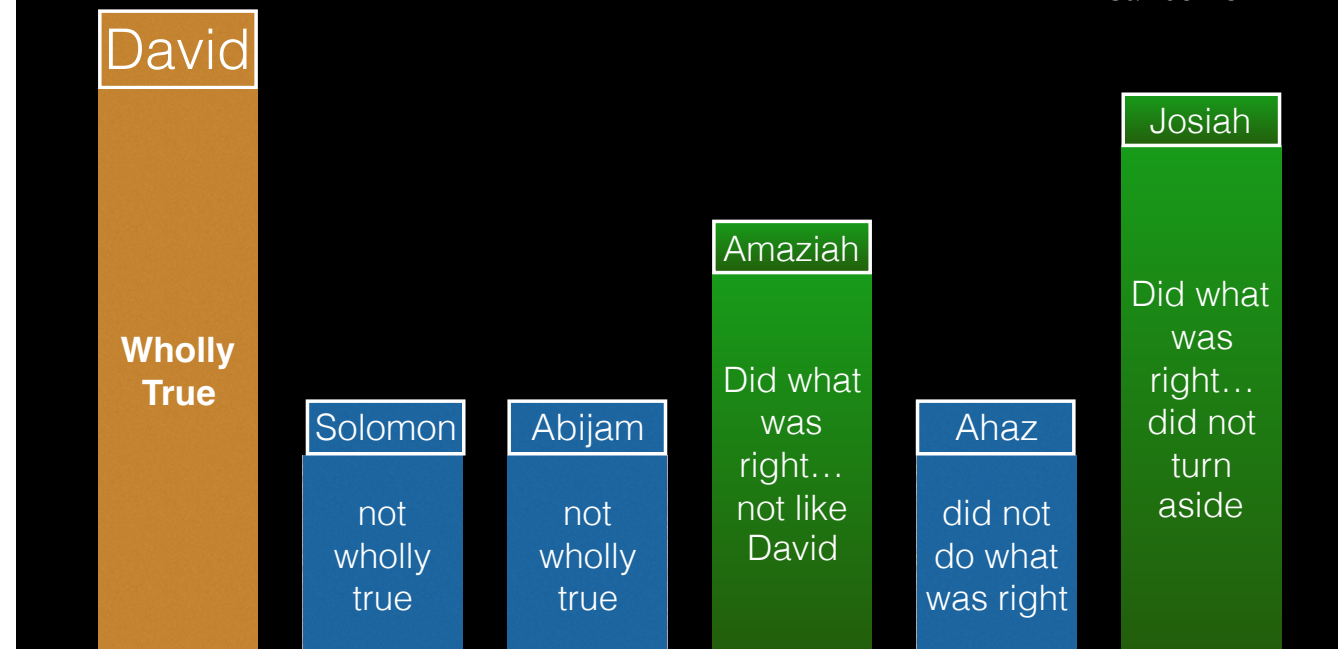 David
Wholly
True
Solomon
not
wholly
true
Abijam
not
wholly
true
Amaziah
Did what
was
right…
not like
David
Ahaz
did not
do what
was right
Josiah
Did what
was
right…
did not
turn
aside